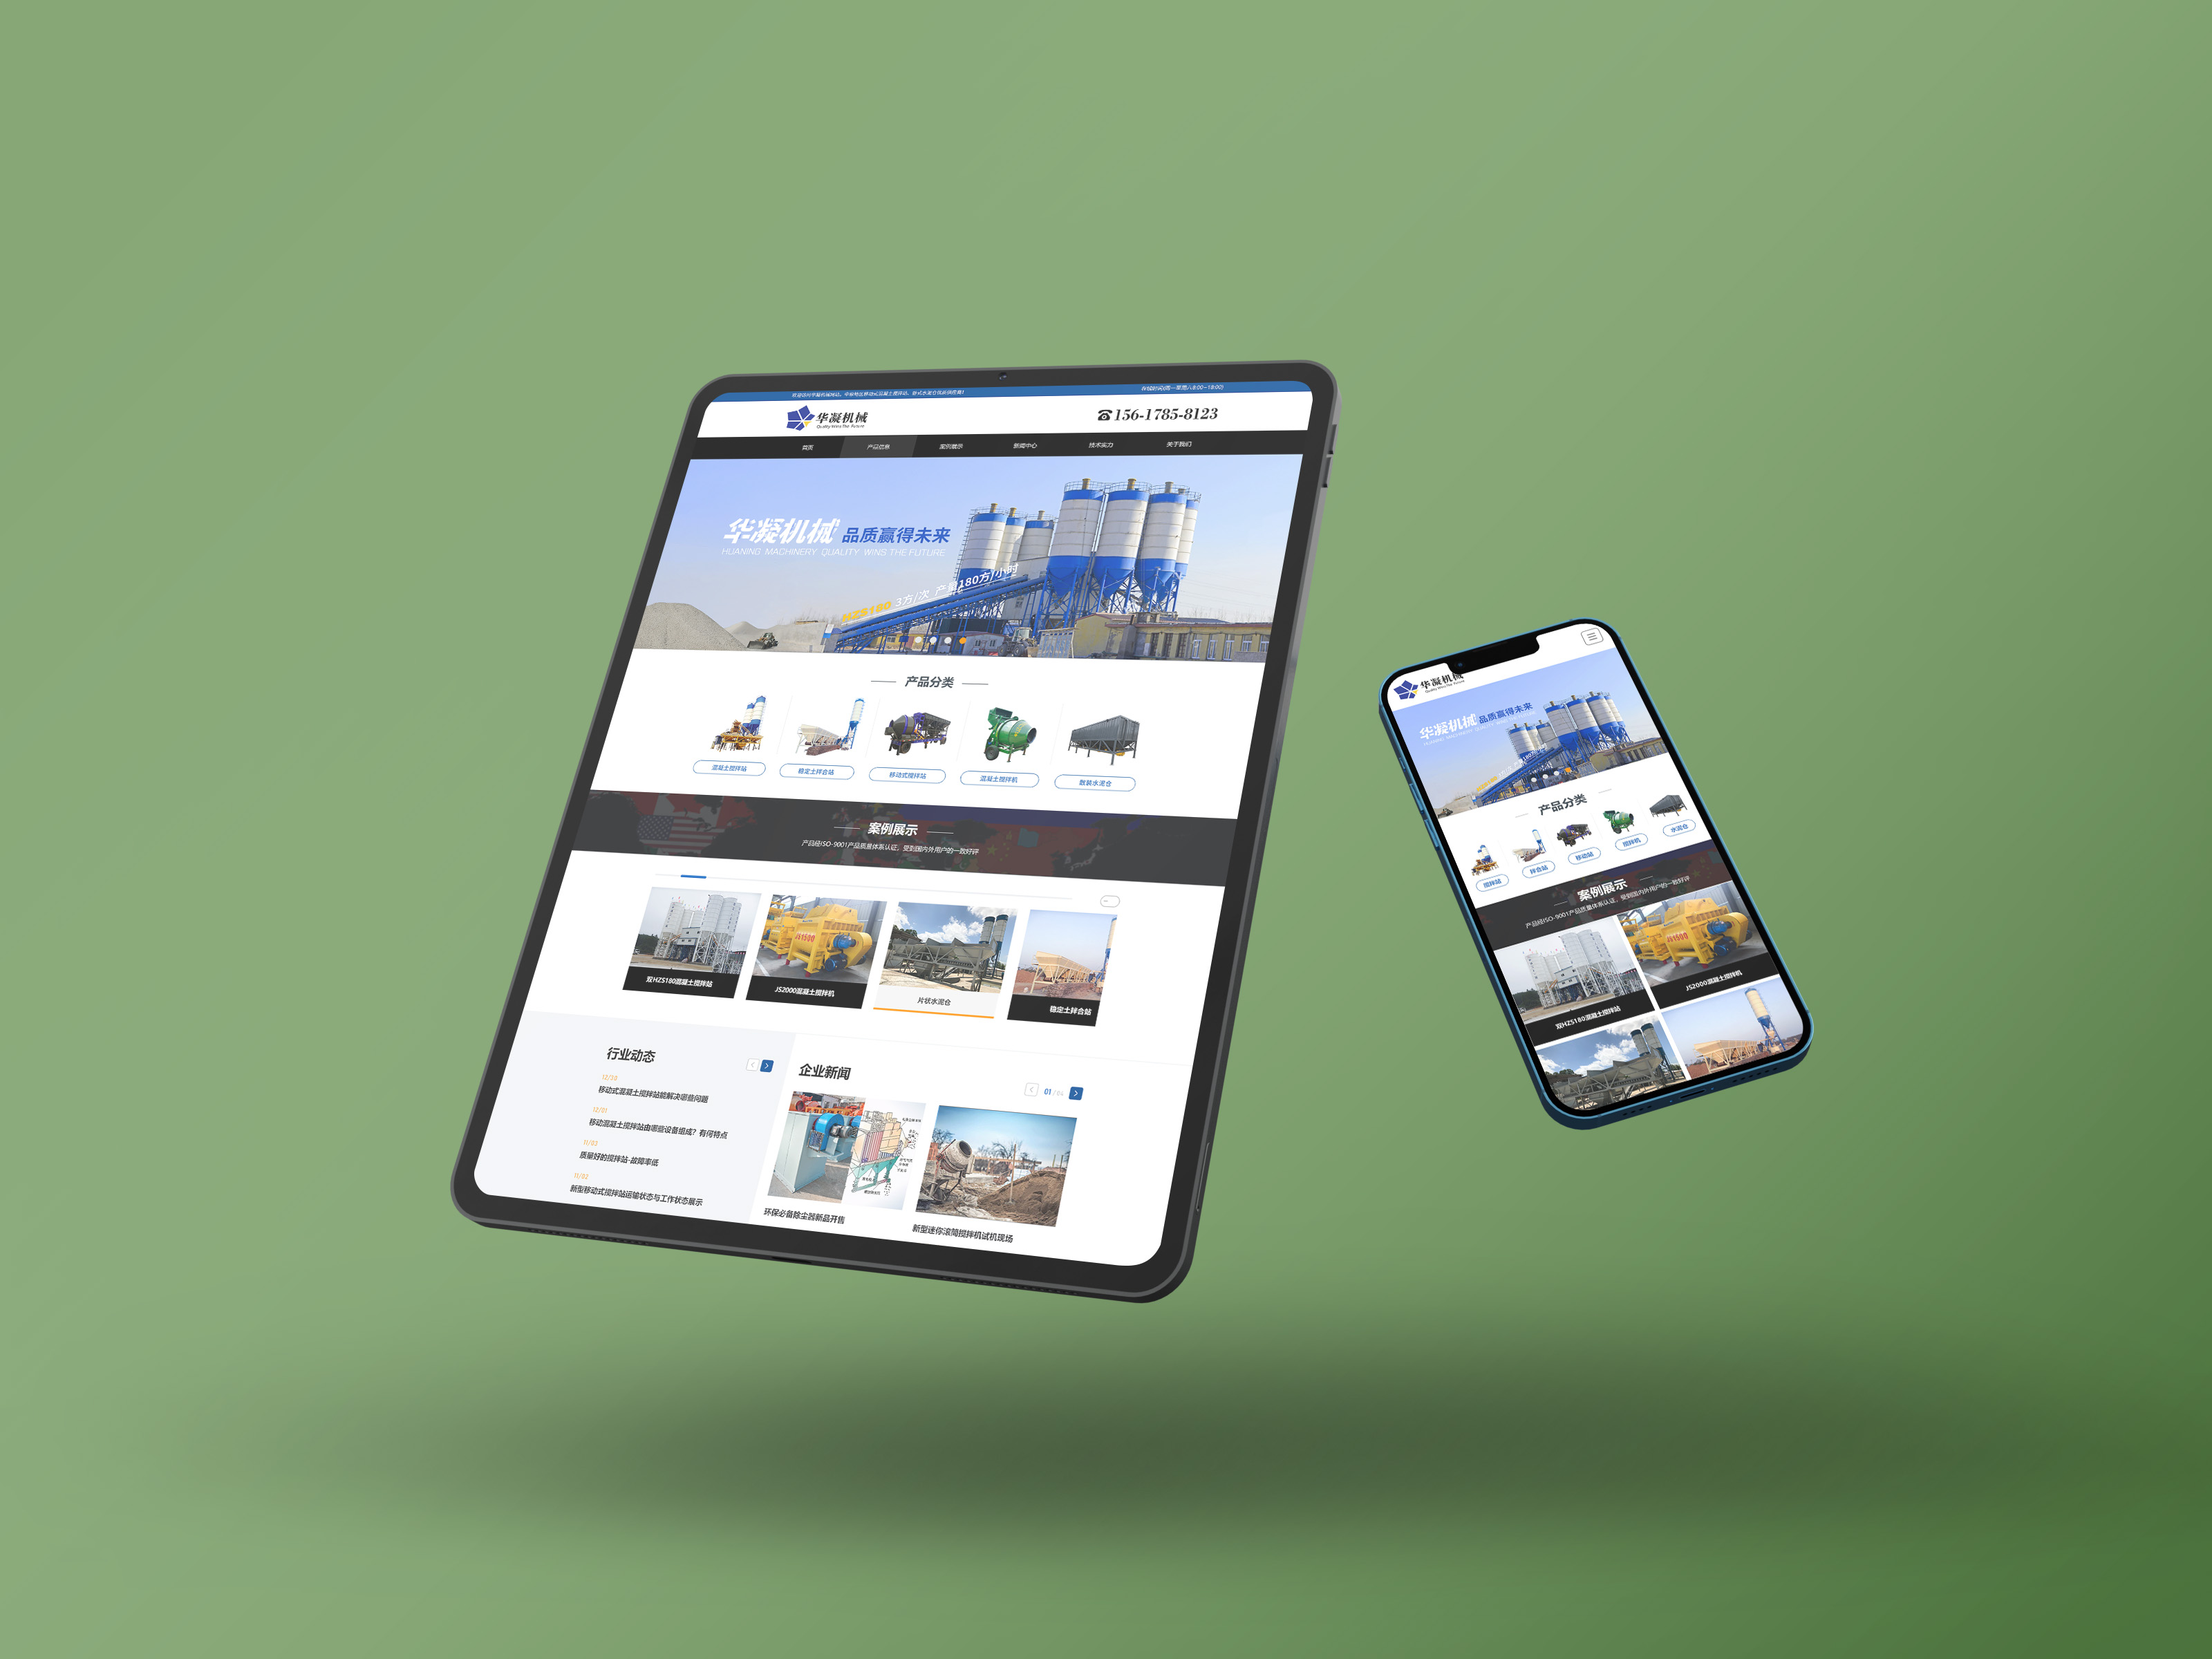 华凝机械
Quality Wins The Future
156-1785-8123
首页
产品信息
案例展示
新闻中心
技术实力
关于我们
华凝机械 品质赢得未来
HUANING MACHINERY QUALITY WINS THE FUTURE
HZS180 3方/次 产量180方/小时
产品分类
混凝土搅拌站
稳定土拌合站
移动式搅拌站
混凝土搅拌机
散装水泥仓
案例展示
产品经ISO-9001产品质量体系认证，受到国内外用户的一致好评
JS1500
双HZS180混凝土搅拌站
JS2000混凝土搅拌机
片状水泥仓
稳定土拌合站
行业动态
移动式混凝土搅拌站能解决哪些问题
12/01
移动混凝土搅拌站由哪些设备组成？有何特点
11/03
质量好的搅拌站-故障率低
11/02
新型移动式搅拌站运输状态与工作状态展示
企业新闻
01/04
环保必备除尘器新品开售
新型迷你滚筒搅拌机试机现场
华凝机械
Quality Wins The Future
华凝机械 品质赢得未来
产品分类
搅拌站
拌合站
移动站
搅拌机
水泥仓
案例展示
产品经ISO-9001产品质量体系认证，受到国内外用户的一致好评
JS1500
双HZS180混凝土搅拌站
JS2000混凝土搅拌机